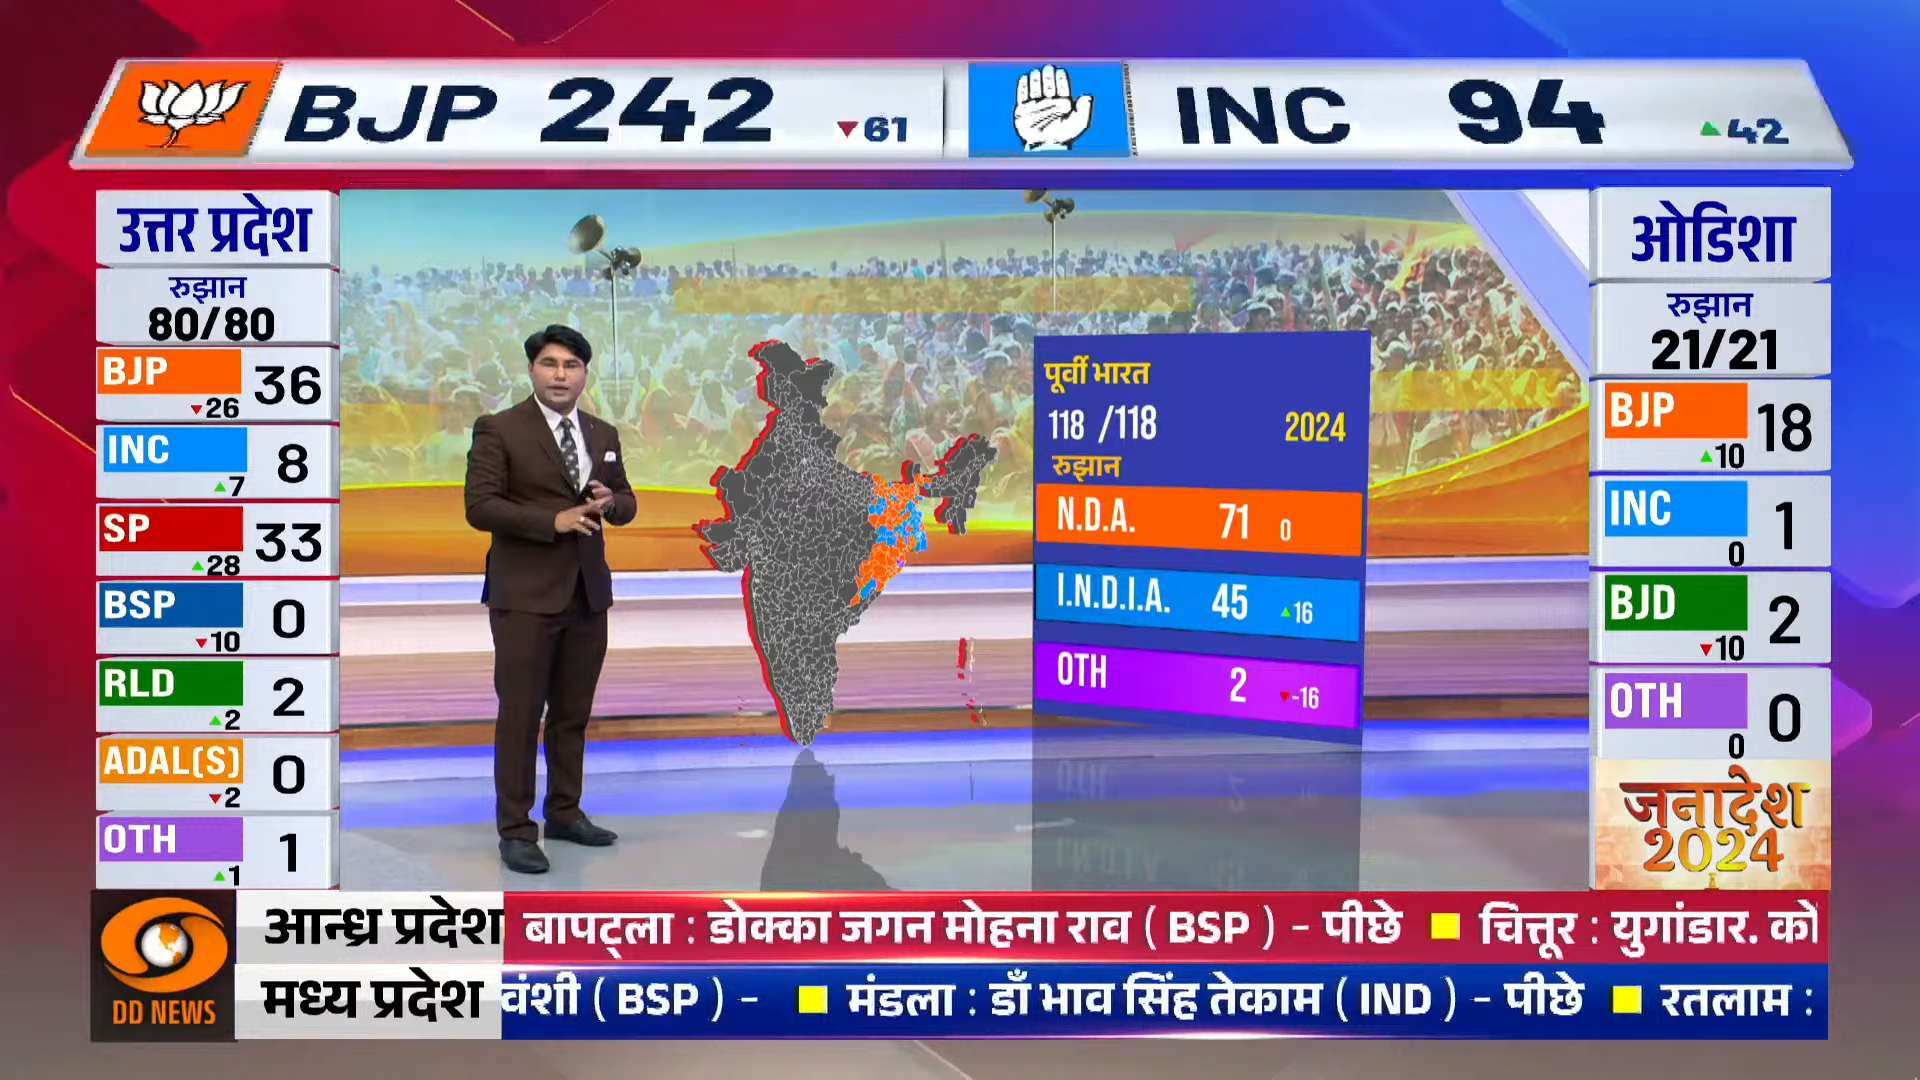 BJP 242 ▼61
INC 94 ▲42
उत्तर प्रदेश
रुझान
80/80
BJP 36
▼26
INC 8
▲7
SP 33
▲28
BSP 0
▼10
RLD 2
▲2
ADAL(S) 0
▼2
OTH 1
▲1
पूर्वी भारत
118 /118 2024
रुझान
N.D.A. 71 0
I.N.D.I.A. 45 ▲16
OTH 2 ▼-16
ओडिशा
रुझान
21/21
BJP 18
▲10
INC 1
0
BJD 2
▼10
OTH 0
0
जनादेश
2024
DD NEWS
आन्ध्र प्रदेश बापट्ला : डोक्का जगन मोहना राव ( BSP ) - पीछे ■ चित्तूर : युगांडार. को
मध्य प्रदेश वंशी ( BSP ) - ■ मंडला : डॉ भाव सिंह तेकाम ( IND ) - पीछे ■ रतलाम :